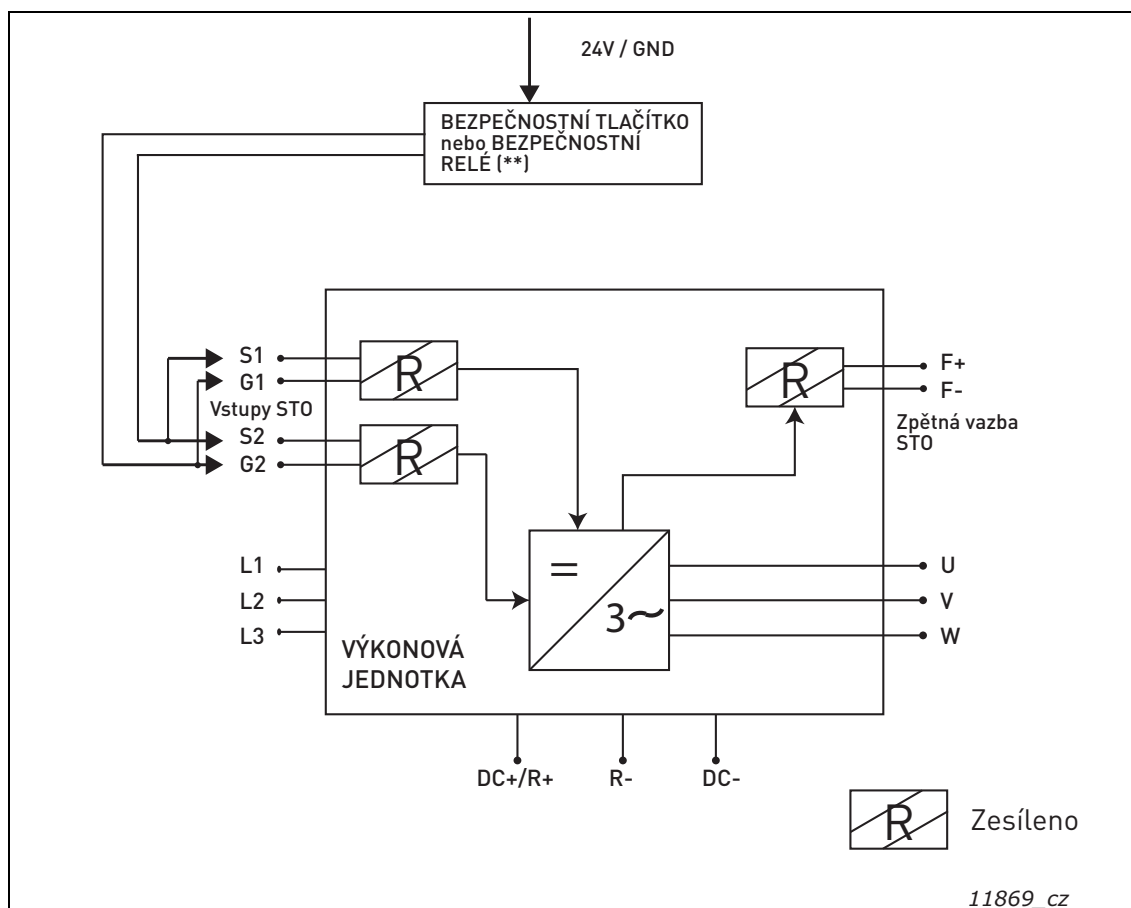 24V / GND
BEZPEČNOSTNÍ TLAČÍTKO
nebo BEZPEČNOSTNÍ
RELÉ (**)
S1
G1
Vstupy STO
S2
G2
R
R
R
F+
F-
Zpětná vazba
STO
L1
L2
L3
=
3~
U
V
W
VÝKONOVÁ
JEDNOTKA
DC+/R+
R-
DC-
R
Zesíleno
11869_cz